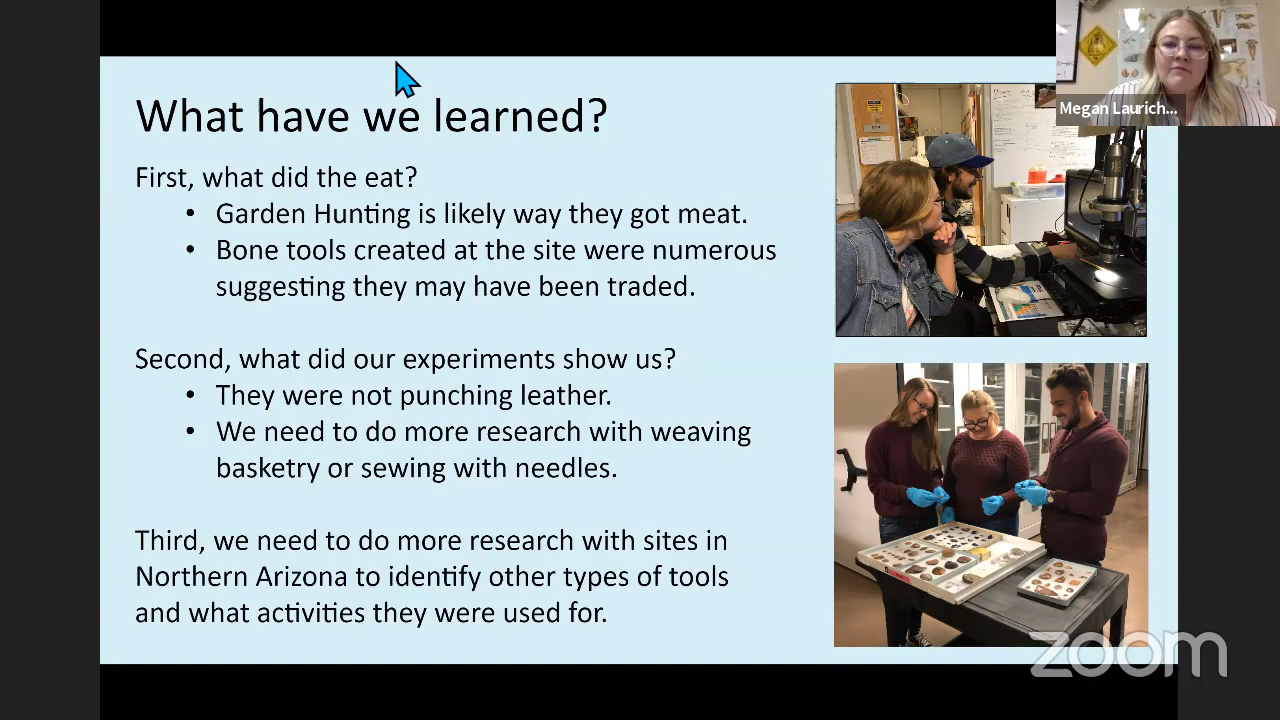 Megan Laurich...
What have we learned?
First, what did the eat?
• Garden Hunting is likely way they got meat.
• Bone tools created at the site were numerous
suggesting they may have been traded.
Second, what did our experiments show us?
• They were not punching leather.
• We need to do more research with weaving
basketry or sewing with needles.
Third, we need to do more research with sites in
Northern Arizona to identify other types of tools
and what activities they were used for.
zoom